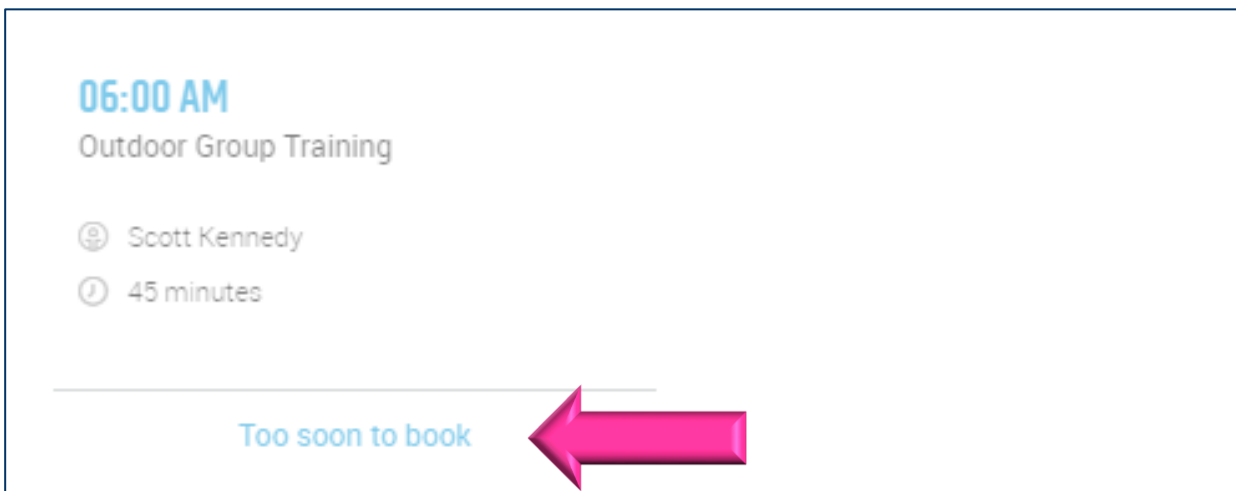 06:00 AM
Outdoor Group Training
Scott Kennedy
45 minutes
Too soon to book